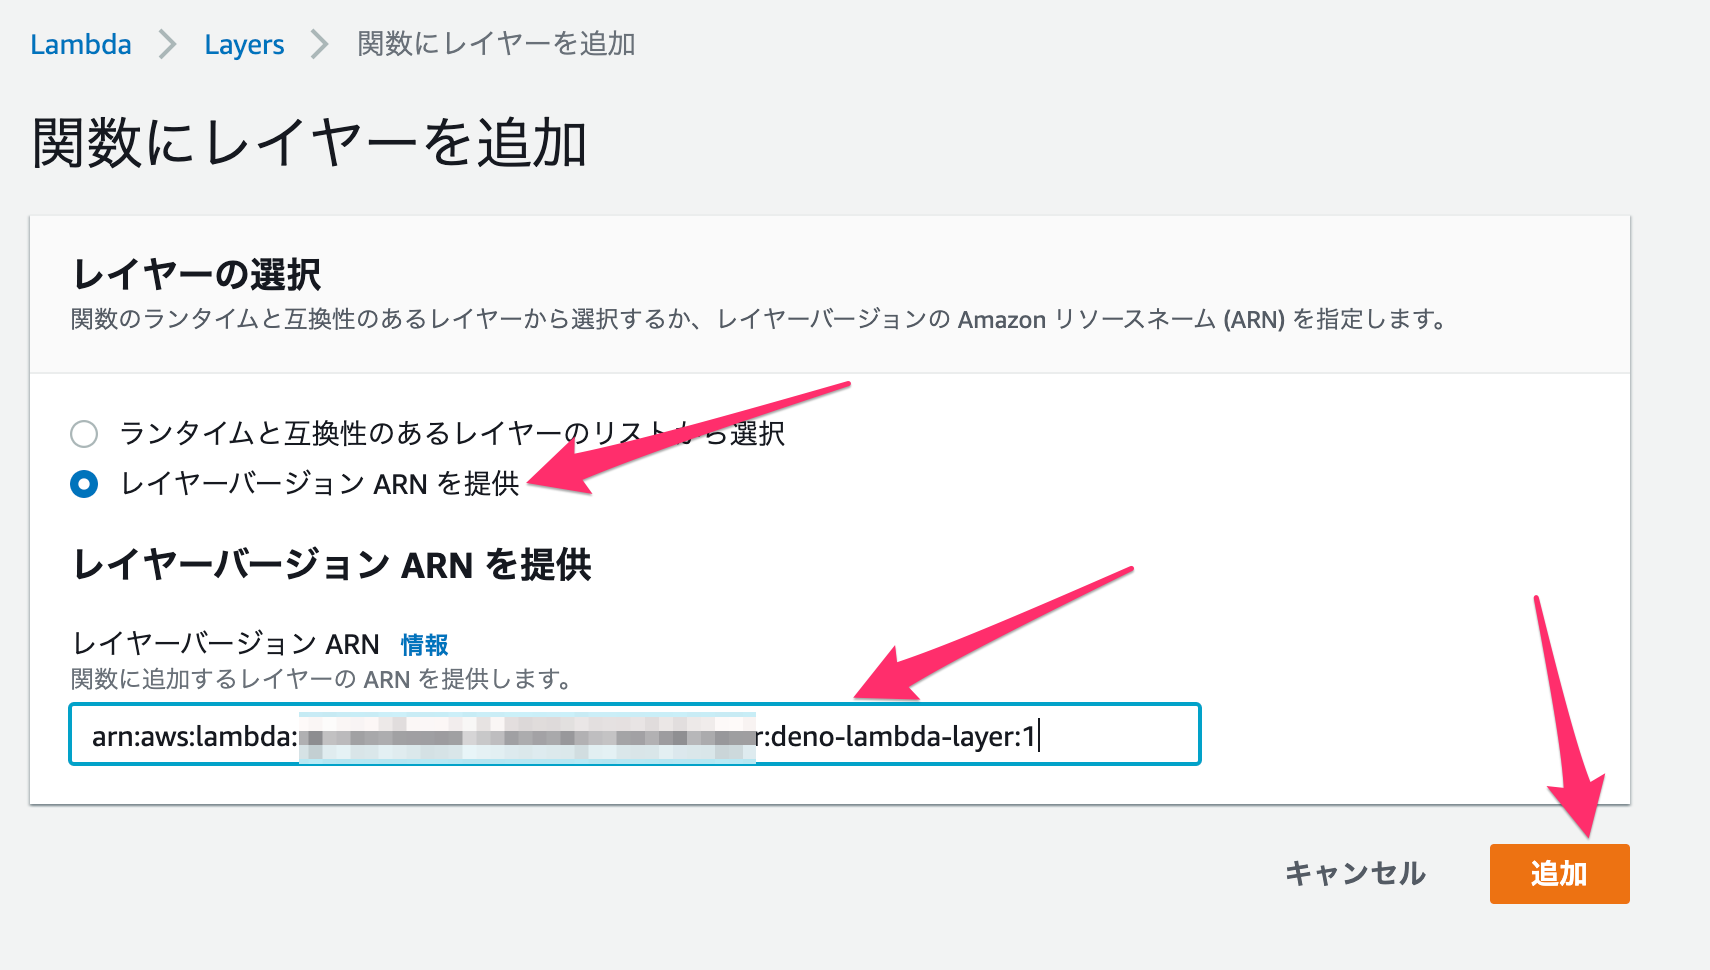 Lambda > Layers > 関数にレイヤーを追加
関数にレイヤーを追加
レイヤーの選択
関数のランタイムと互換性のあるレイヤーから選択するか、レイヤーバージョンの Amazon リソースネーム (ARN) を指定します。
ランタイムと互換性のあるレイヤーのリストから選択
レイヤーバージョン ARN を提供
レイヤーバージョン ARN を提供
レイヤーバージョン ARN 情報
関数に追加するレイヤーの ARN を提供します。
arn:aws:lambda: r:deno-lambda-layer:1
キャンセル 追加